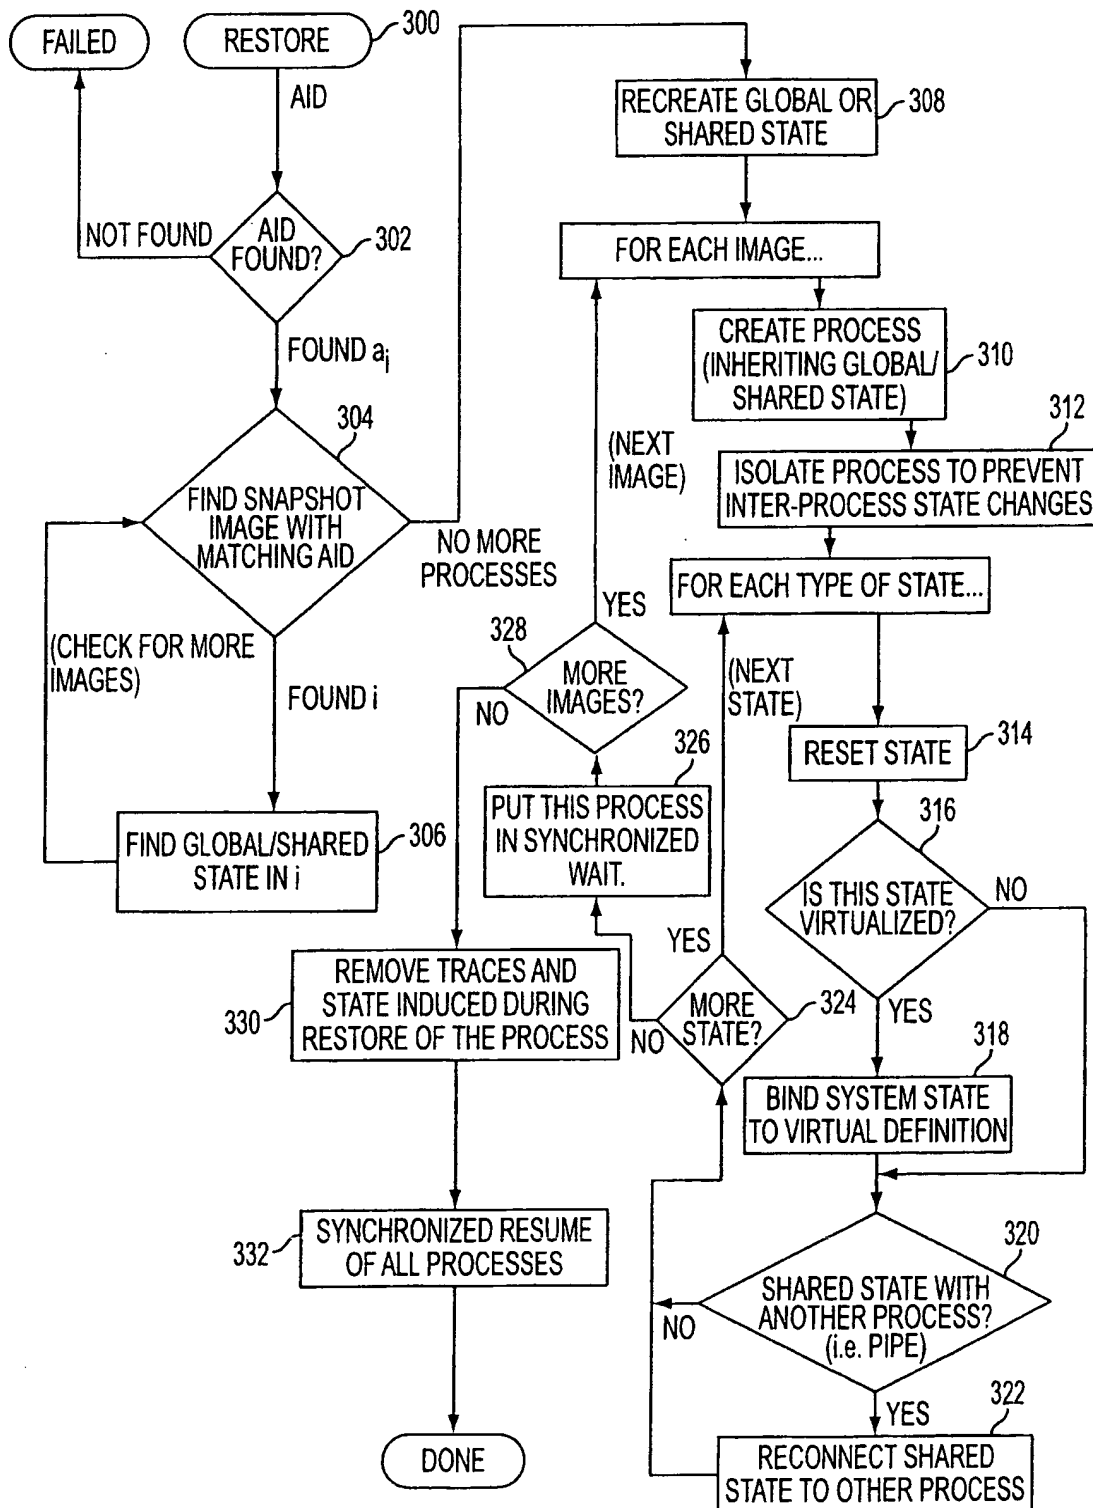 FAILED
RESTORE
300
AID
AID
FOUND?
302
NOT FOUND
FOUND ai
304
FIND SNAPSHOT
IMAGE WITH
MATCHING AID
NO MORE
PROCESSES
(CHECK FOR MORE
IMAGES)
FOUND i
FIND GLOBAL/SHARED
STATE IN i
306
RECREATE GLOBAL OR
SHARED STATE
308
FOR EACH IMAGE...
CREATE PROCESS
(INHERITING GLOBAL/
SHARED STATE)
310
312
ISOLATE PROCESS TO PREVENT
INTER-PROCESS STATE CHANGES
FOR EACH TYPE OF STATE...
(NEXT
IMAGE)
YES
328
MORE
IMAGES?
NO
(NEXT
STATE)
RESET STATE
314
326
PUT THIS PROCESS
IN SYNCHRONIZED
WAIT.
316
IS THIS STATE
VIRTUALIZED?
NO
YES
YES
MORE
STATE?
324
NO
318
BIND SYSTEM STATE
TO VIRTUAL DEFINITION
330
REMOVE TRACES AND
STATE INDUCED DURING
RESTORE OF THE PROCESS
332
SYNCHRONIZED RESUME
OF ALL PROCESSES
320
SHARED STATE WITH
ANOTHER PROCESS?
(i.e. PIPE)
NO
YES
322
RECONNECT SHARED
STATE TO OTHER PROCESS
DONE